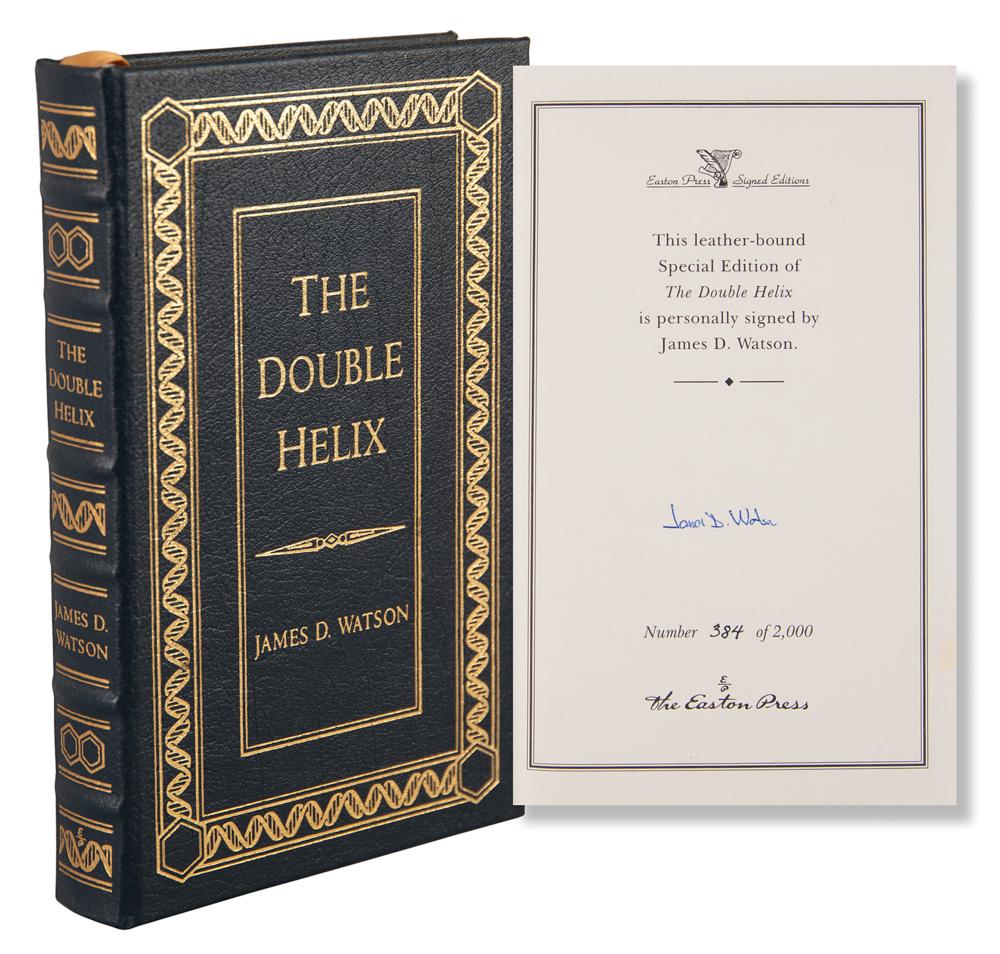 THE
DOUBLE
HELIX
JAMES D.
WATSON
THE
DOUBLE
HELIX
JAMES D. WATSON
Easton Press Signed Editions
This leather-bound
Special Edition of
The Double Helix
is personally signed by
James D. Watson.
James D. Watson
Number 384 of 2,000
The Easton Press